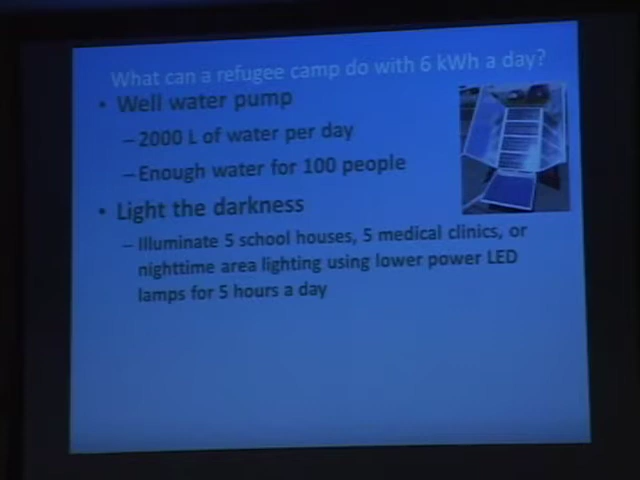 What can a refugee camp do with 6 kWh a day?
• Well water pump
– 2000 L of water per day
– Enough water for 100 people
• Light the darkness
– Illuminate 5 school houses, 5 medical clinics, or
nighttime area lighting using lower power LED
lamps for 5 hours a day